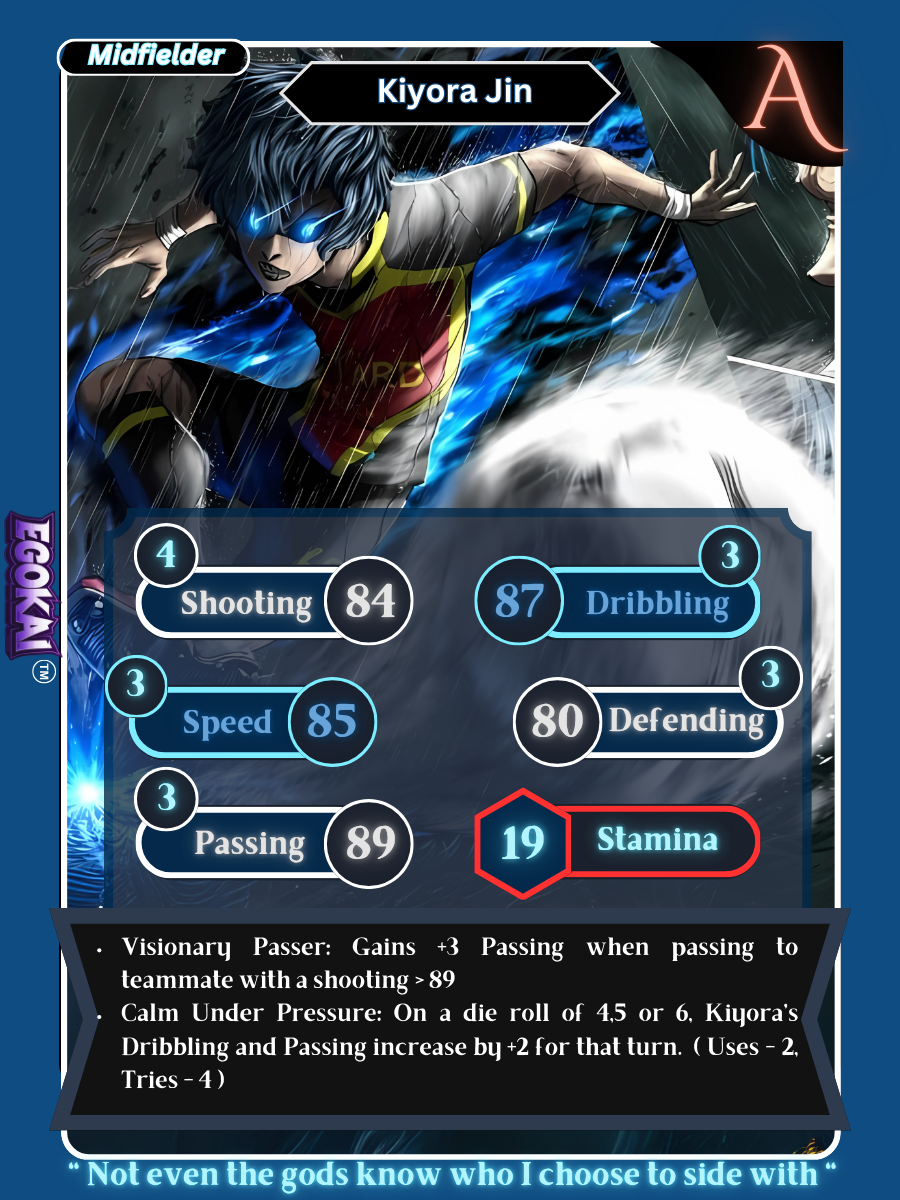 Midfielder
Kiyora Jin
A
4
Shooting 84
3
87 Dribbling
3
Speed 85
3
80 Defending
3
Passing 89
19 Stamina
EGOKAI
TM
• Visionary Passer: Gains +3 Passing when passing to
teammate with a shooting > 89
• Calm Under Pressure: On a die roll of 4,5 or 6, Kiyora's
Dribbling and Passing increase by +2 for that turn. ( Uses - 2,
Tries - 4 )
“ Not even the gods know who I choose to side with “